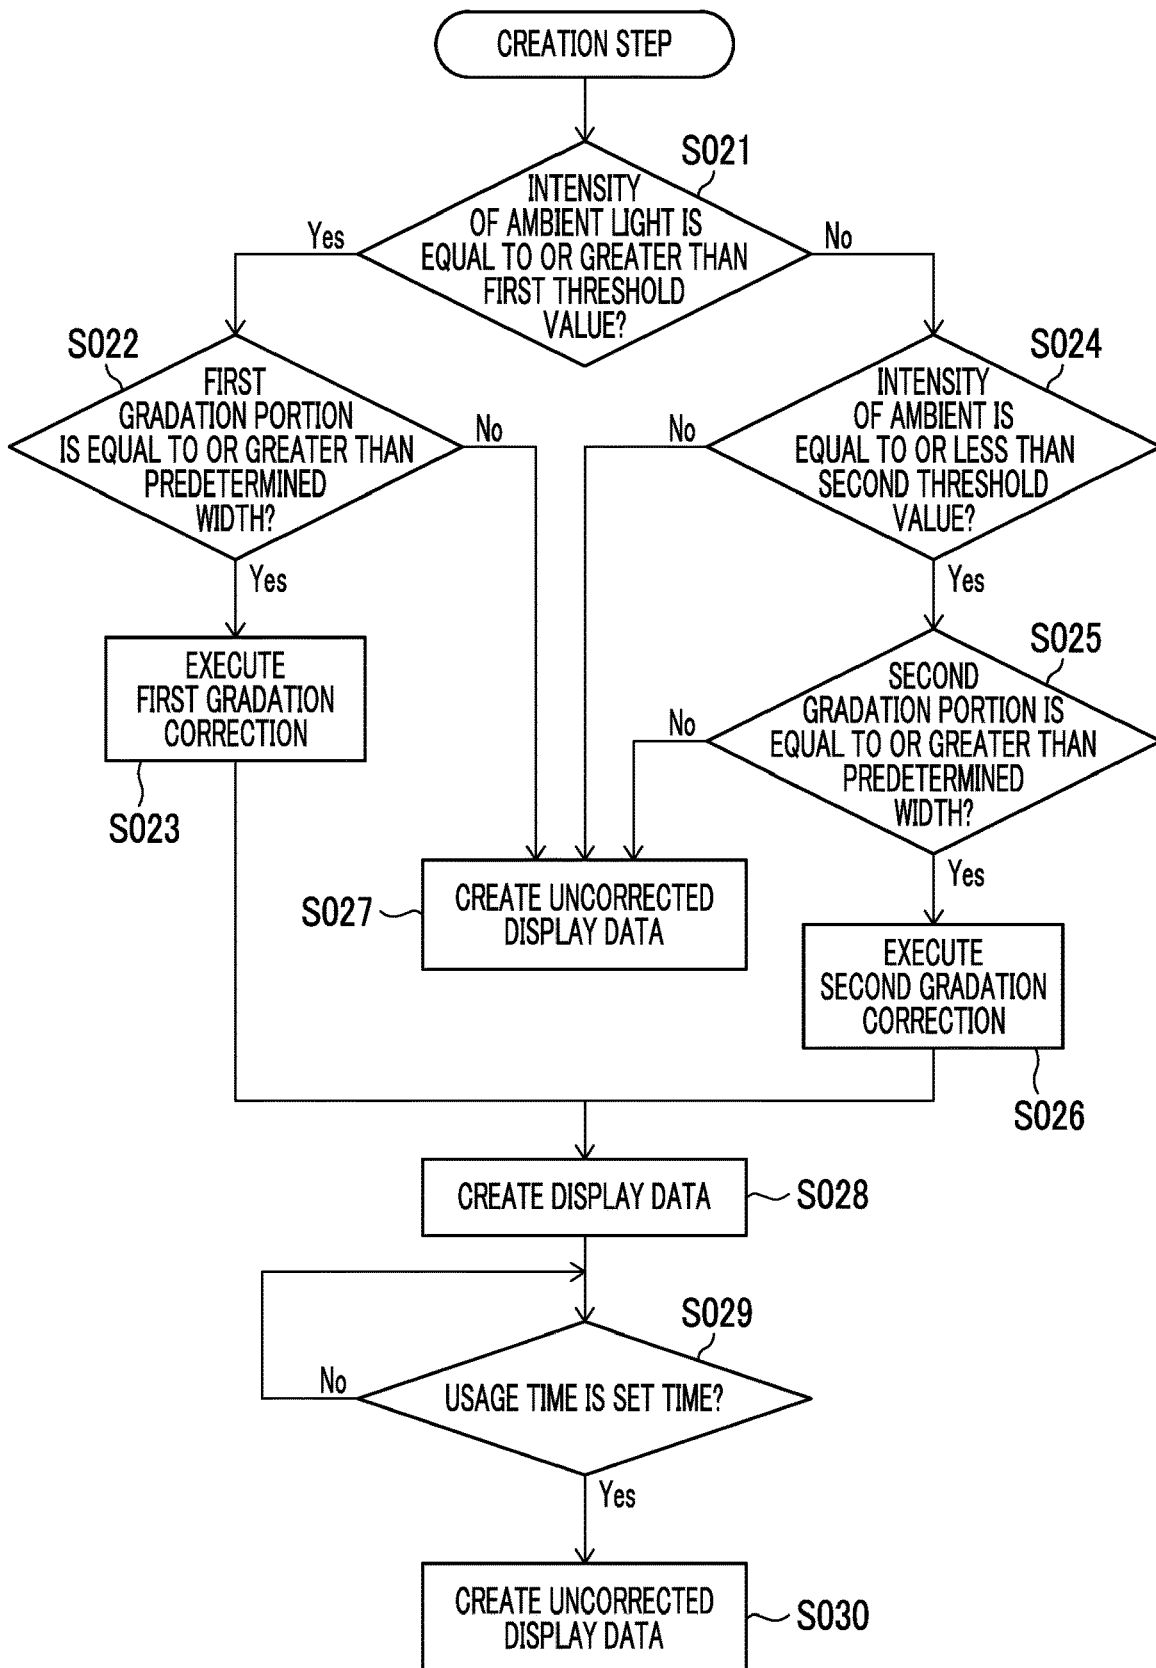 CREATION STEP
S021
INTENSITY
OF AMBIENT LIGHT IS
EQUAL TO OR GREATER THAN
FIRST THRESHOLD
VALUE?
Yes
No
S022
FIRST
GRADATION PORTION
IS EQUAL TO OR GREATER THAN
PREDETERMINED
WIDTH?
No
Yes
S024
INTENSITY
OF AMBIENT IS
EQUAL TO OR LESS THAN
SECOND THRESHOLD
VALUE?
No
Yes
EXECUTE
FIRST GRADATION
CORRECTION
S023
S025
SECOND
GRADATION PORTION IS
EQUAL TO OR GREATER THAN
PREDETERMINED
WIDTH?
No
Yes
S027
CREATE UNCORRECTED
DISPLAY DATA
EXECUTE
SECOND GRADATION
CORRECTION
S026
CREATE DISPLAY DATA
S028
S029
USAGE TIME IS SET TIME?
No
Yes
CREATE UNCORRECTED
DISPLAY DATA
S030